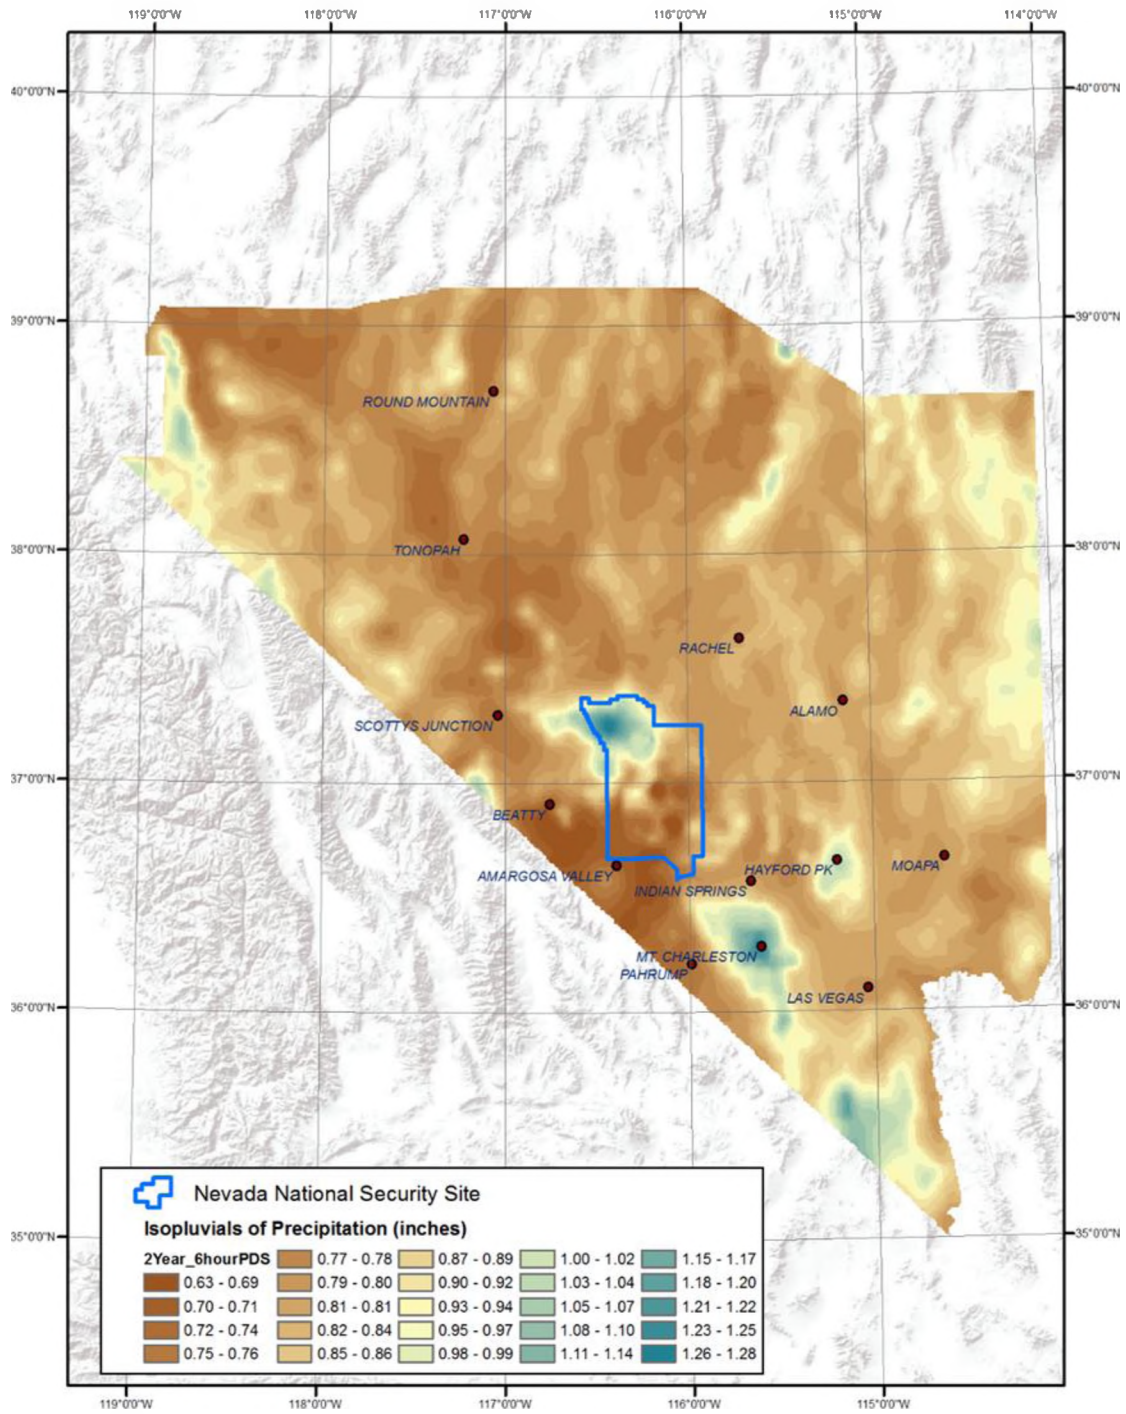 119°0'0"W 118°0'0"W 117°0'0"W 116°0'0"W 115°0'0"W 114°0'0"W
40°0'0"N 40°0'0"N
39°0'0"N 39°0'0"N
ROUND MOUNTAIN
38°0'0"N 38°0'0"N
TONOPAH
RACHEL
ALAMO
SCOTTYS JUNCTION
37°0'0"N 37°0'0"N
BEATTY
HAYFORD PK MOAPA
AMARGOSA VALLEY
INDIAN SPRINGS
MT. CHARLESTON
PAHRUMP
LAS VEGAS
36°0'0"N 36°0'0"N
Nevada National Security Site
Isopluvials of Precipitation (inches)
35°0'0"N 35°0'0"N
2Year_6hourPDS 0.77 - 0.78 0.87 - 0.89 1.00 - 1.02 1.15 - 1.17
0.63 - 0.69 0.79 - 0.80 0.90 - 0.92 1.03 - 1.04 1.18 - 1.20
0.70 - 0.71 0.81 - 0.81 0.93 - 0.94 1.05 - 1.07 1.21 - 1.22
0.72 - 0.74 0.82 - 0.84 0.95 - 0.97 1.08 - 1.10 1.23 - 1.25
0.75 - 0.76 0.85 - 0.86 0.98 - 0.99 1.11 - 1.14 1.26 - 1.28
119°0'0"W 118°0'0"W 117°0'0"W 116°0'0"W 115°0'0"W